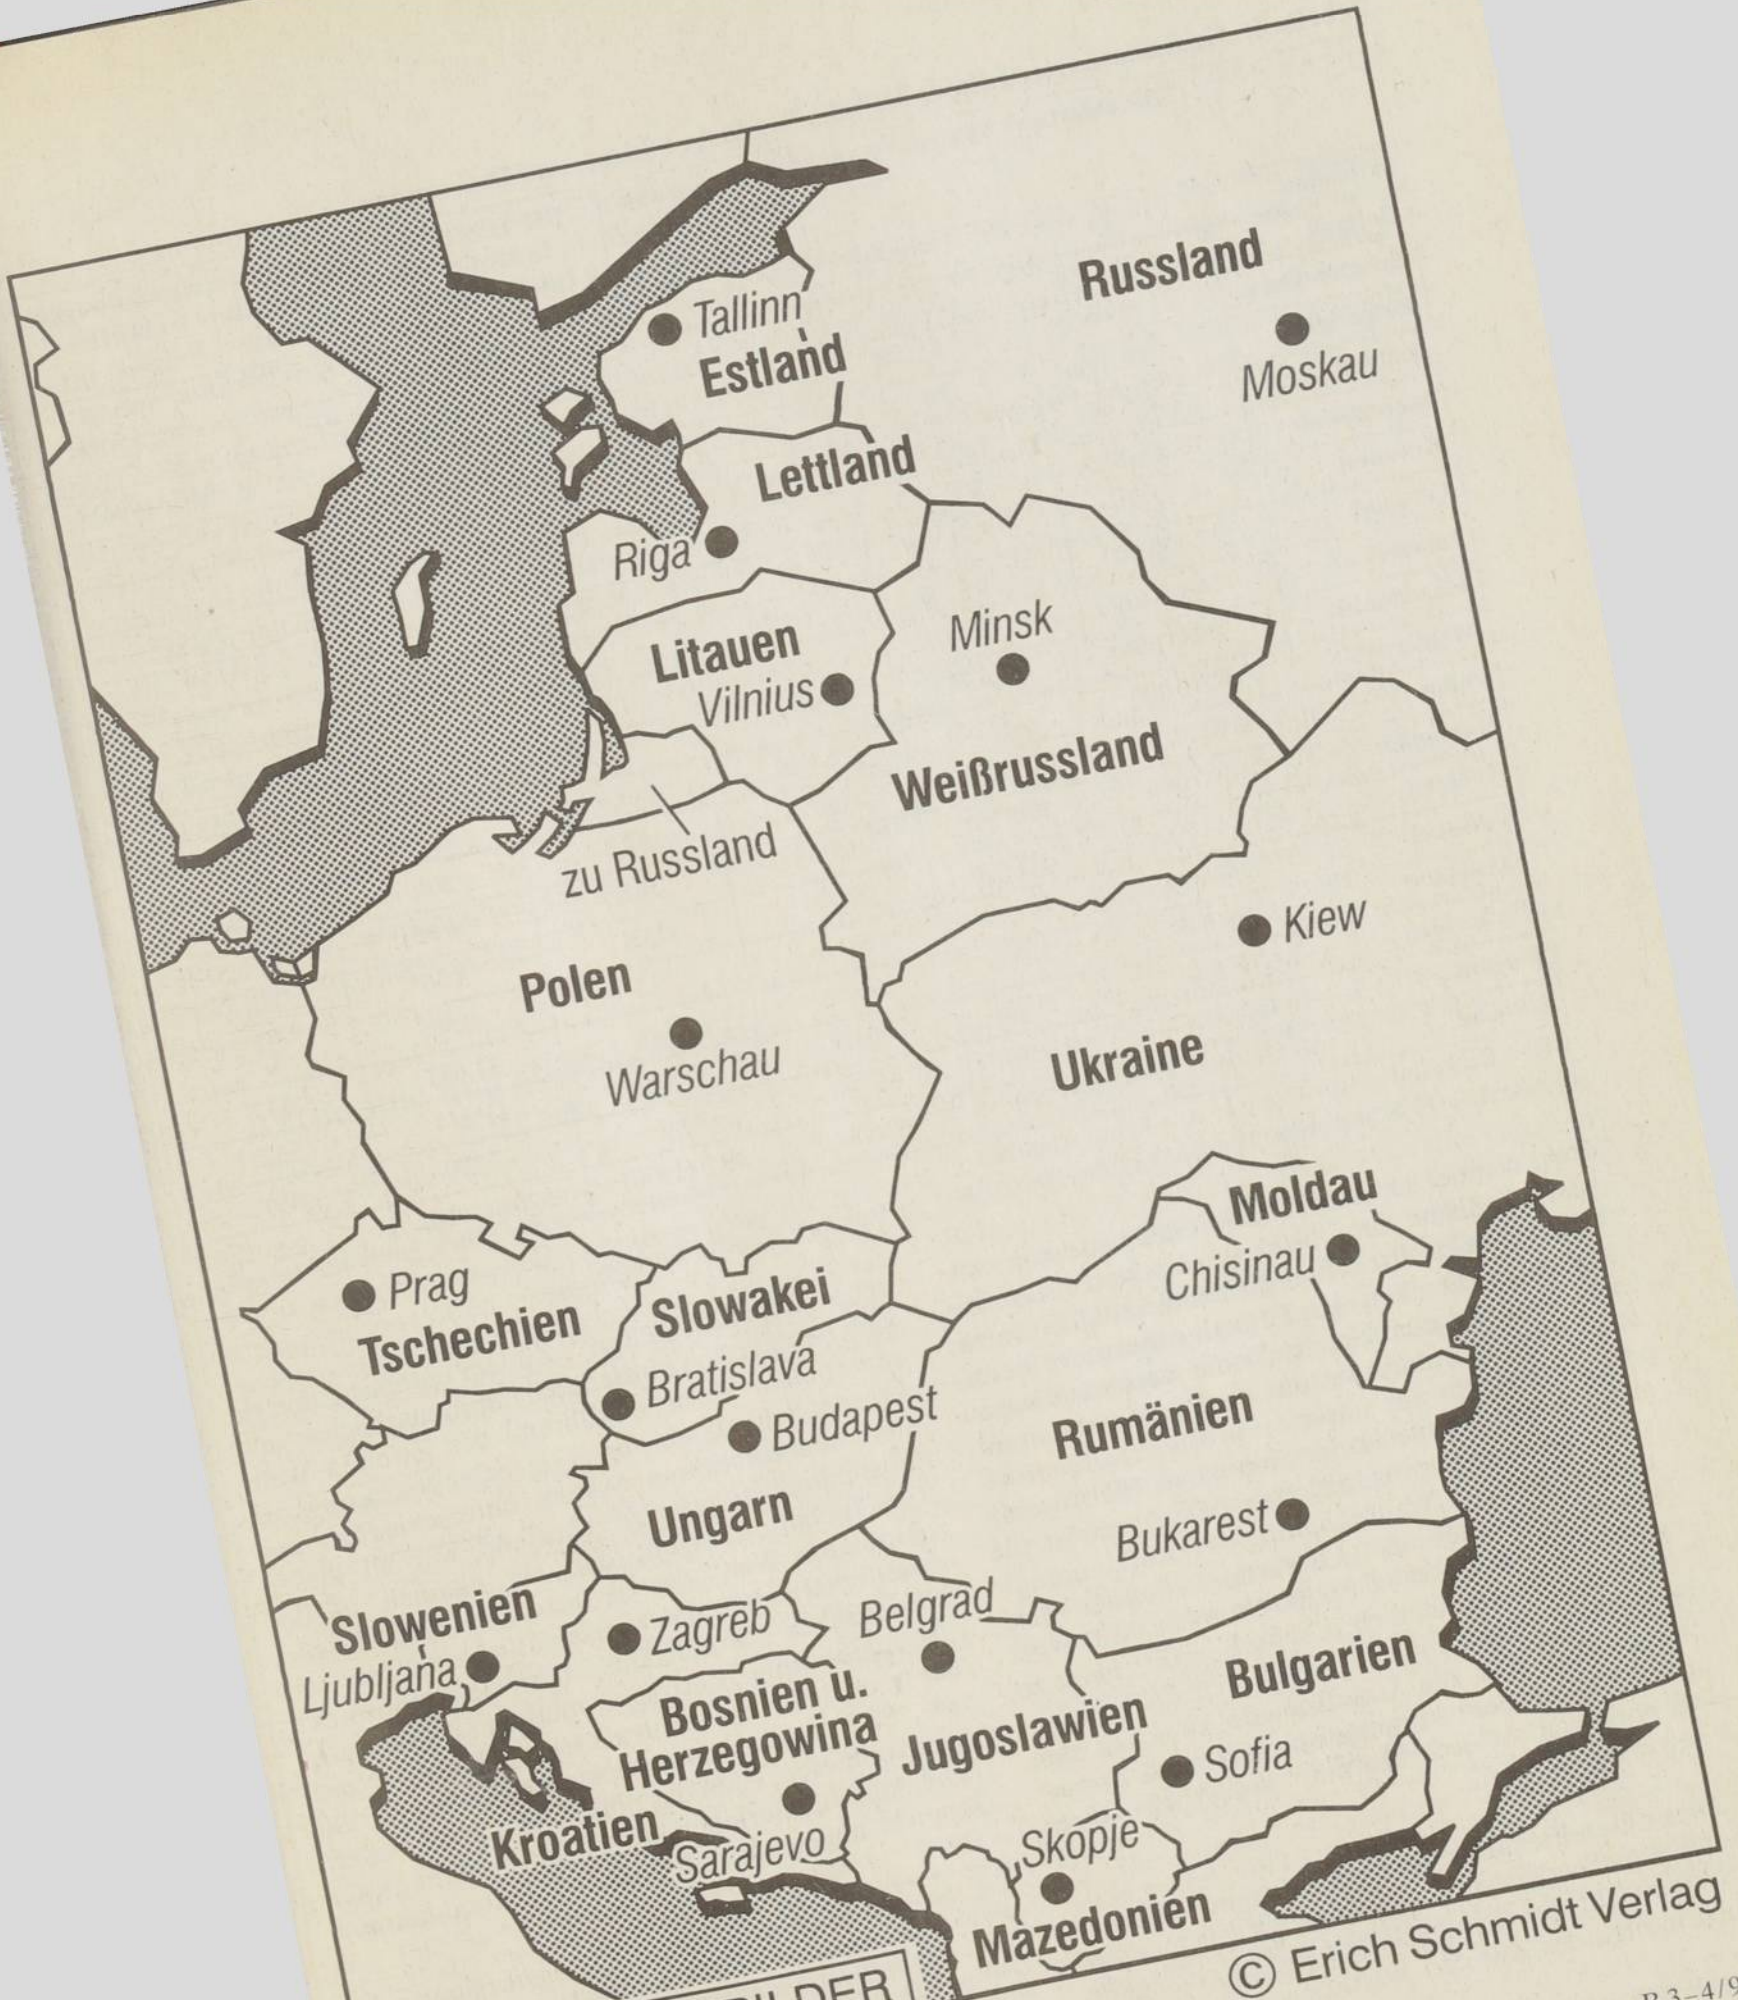 Russland
Moskau
Tallinn
Estland
Lettland
Riga
Litauen
Vilnius
Minsk
Weißrussland
zu Russland
Kiew
Polen
Warschau
Ukraine
Moldau
Chisinau
Prag
Tschechien
Slowakei
Bratislava
Budapest
Ungarn
Rumänien
Bukarest
Slowenien
Ljubljana
Zagreb
Belgrad
Bosnien u.
Herzegowina
Jugoslawien
Bulgarien
Sofia
Kroatien
Sarajevo
Skopje
Mazedonien
© Erich Schmidt Verlag